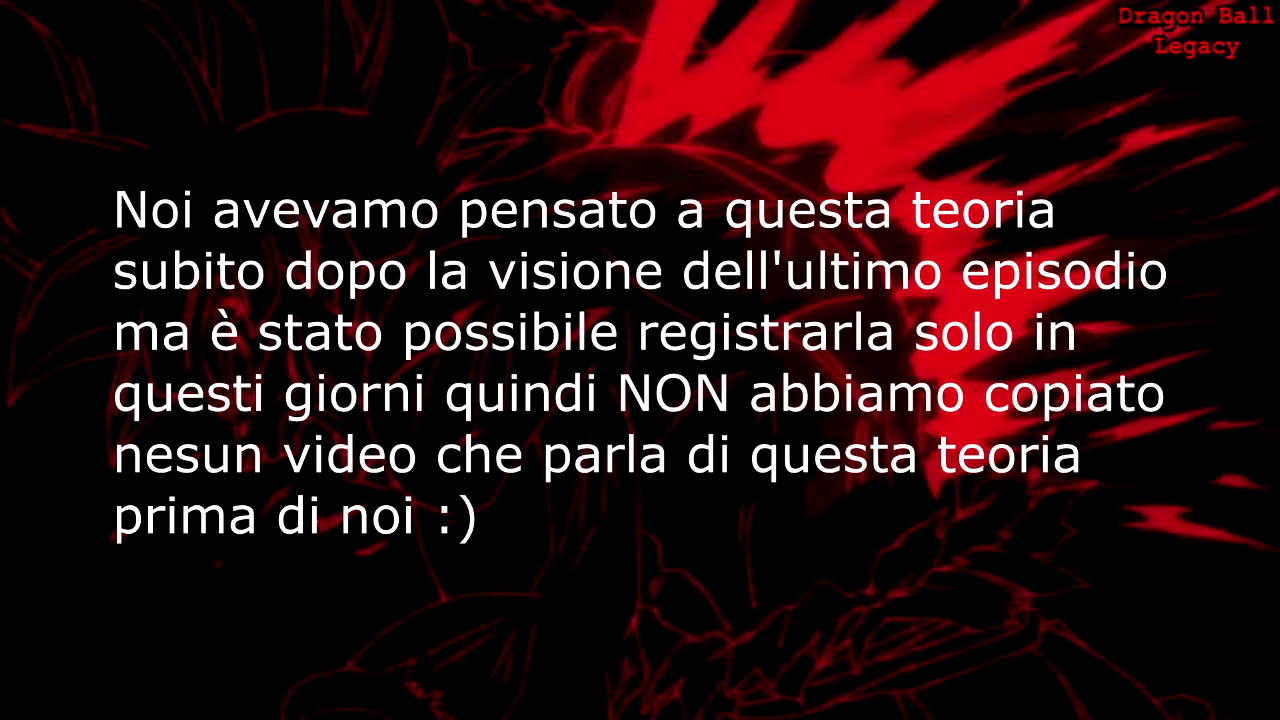 Dragon Ball
Legacy
Noi avevamo pensato a questa teoria
subito dopo la visione dell'ultimo episodio
ma è stato possibile registrarla solo in
questi giorni quindi NON abbiamo copiato
nesun video che parla di questa teoria
prima di noi :)